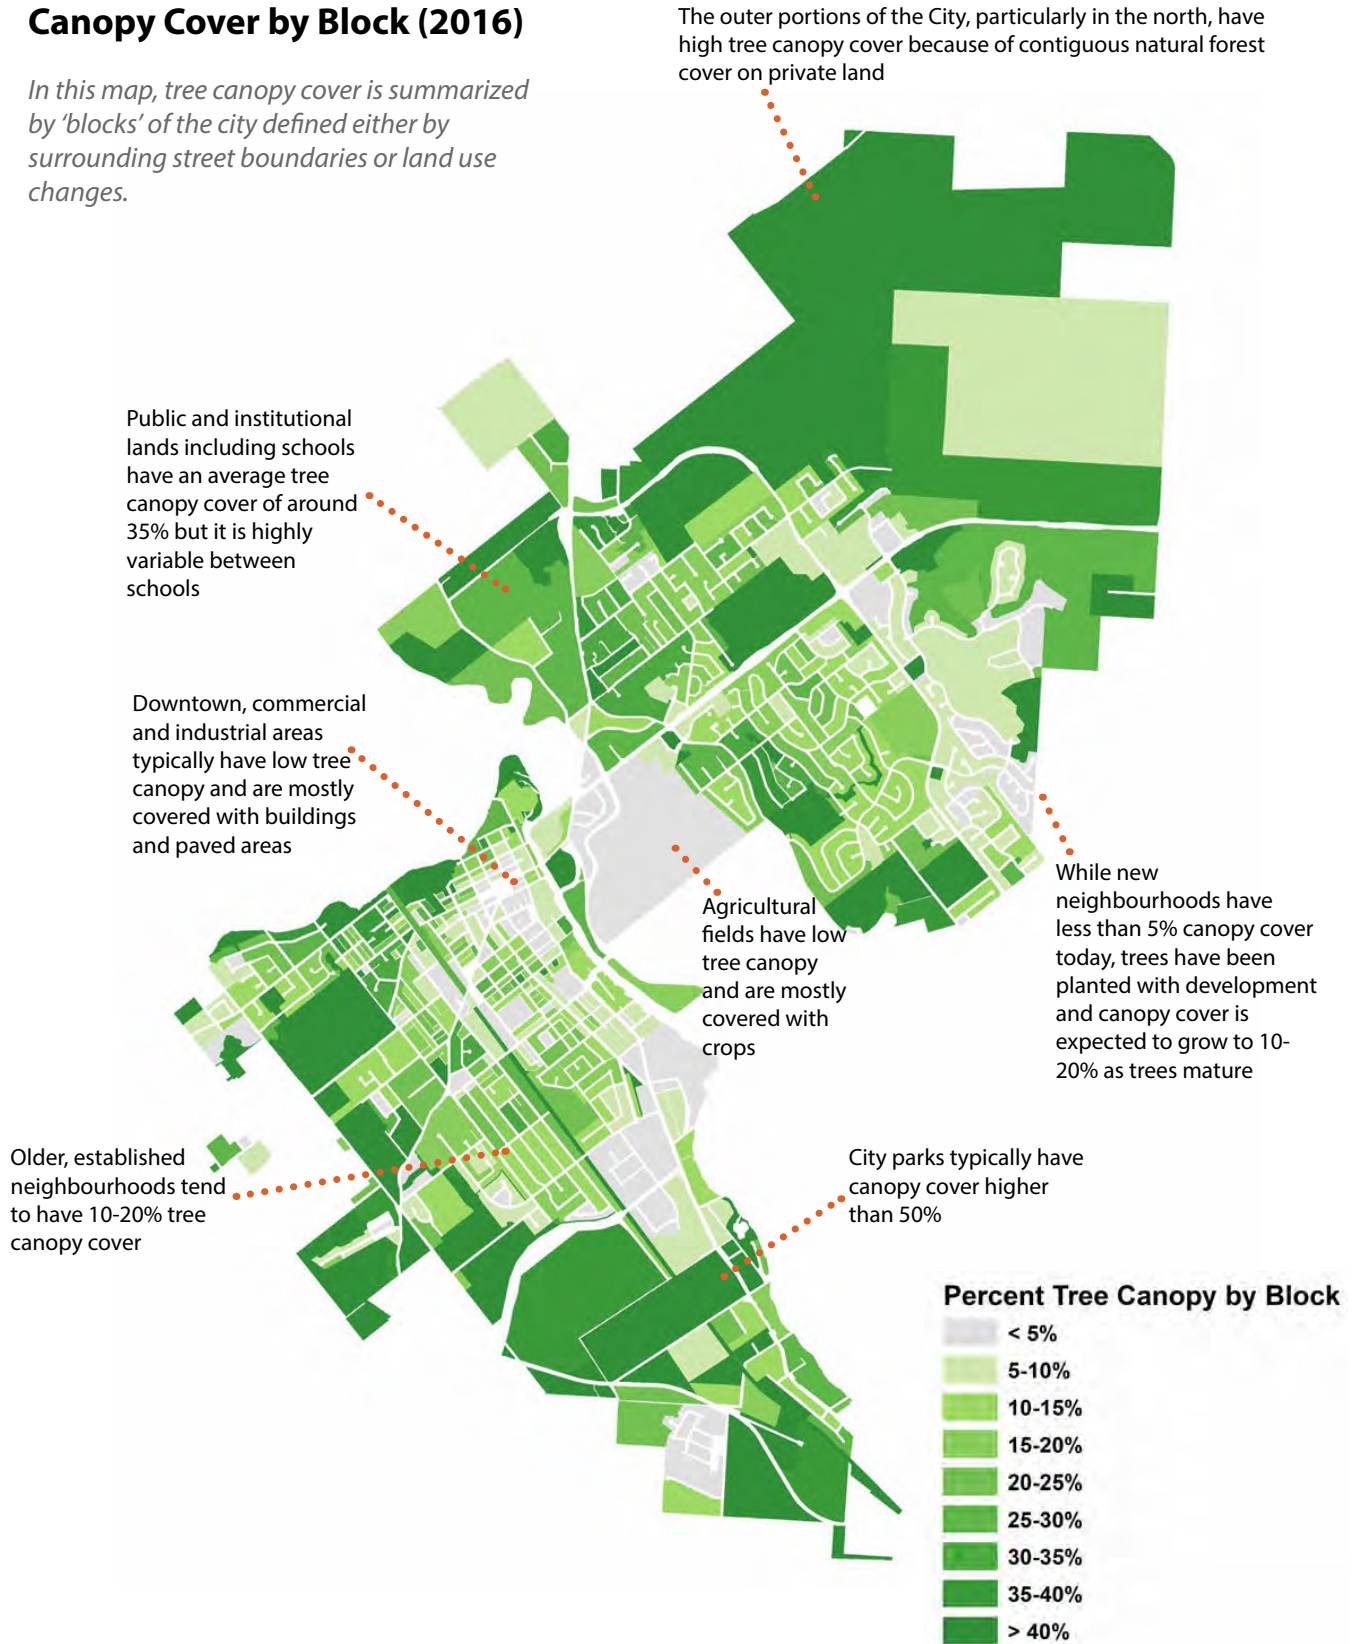 Canopy Cover by Block (2016)
In this map, tree canopy cover is summarized
by ‘blocks’ of the city defined either by
surrounding street boundaries or land use
changes.
The outer portions of the City, particularly in the north, have
high tree canopy cover because of contiguous natural forest
cover on private land
Public and institutional
lands including schools
have an average tree
canopy cover of around
35% but it is highly
variable between
schools
Downtown, commercial
and industrial areas
typically have low tree
canopy and are mostly
covered with buildings
and paved areas
Agricultural
fields have low
tree canopy
and are mostly
covered with
crops
While new
neighbourhoods have
less than 5% canopy cover
today, trees have been
planted with development
and canopy cover is
expected to grow to 10-
20% as trees mature
Older, established
neighbourhoods tend
to have 10-20% tree
canopy cover
City parks typically have
canopy cover higher
than 50%
Percent Tree Canopy by Block
< 5%
5-10%
10-15%
15-20%
20-25%
25-30%
30-35%
35-40%
> 40%